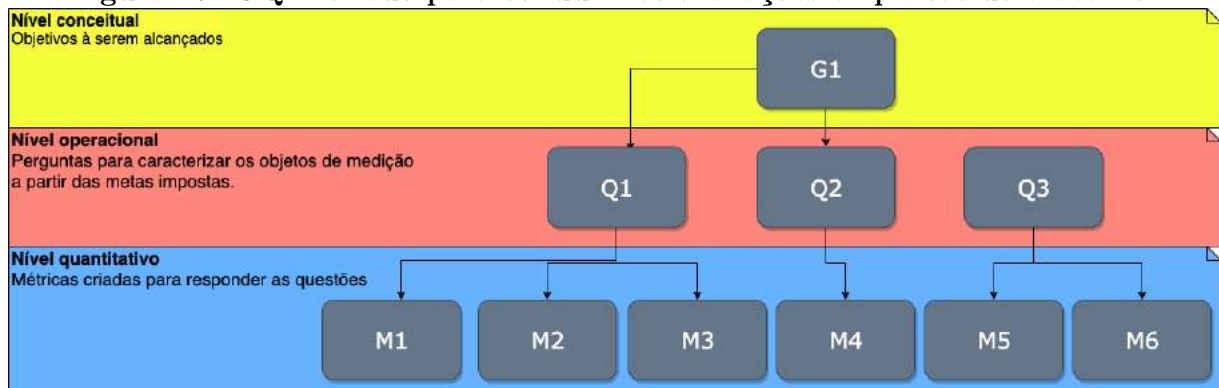 Nível conceitual
Objetivos à serem alcançados
G1
Nível operacional
Perguntas para caracterizar os objetos de medição
a partir das metas impostas.
Q1 Q2 Q3
Nível quantitativo
Métricas criadas para responder as questões
M1 M2 M3 M4 M5 M6